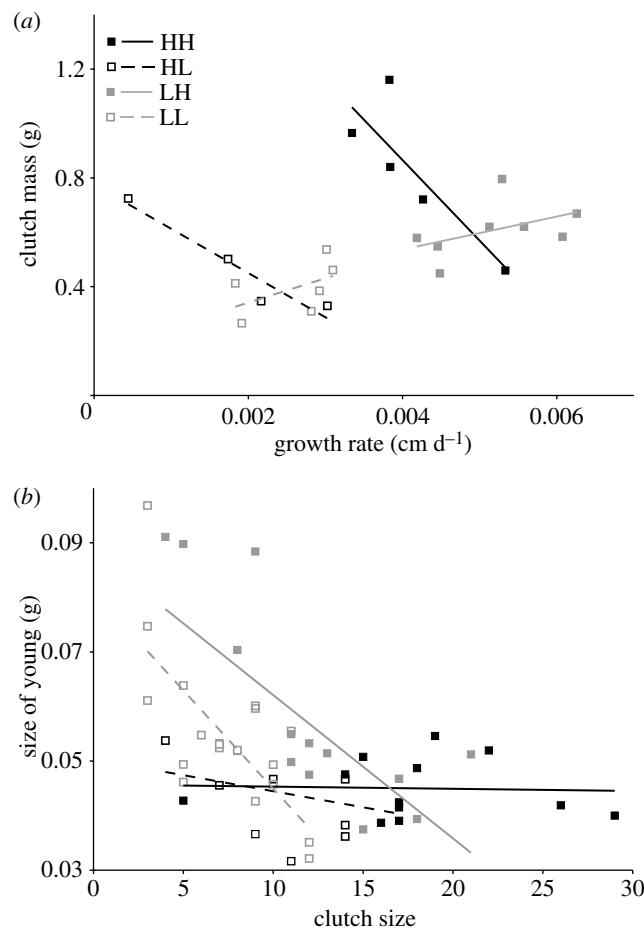 (a)
HH
HL
LH
LL
1.2
0.8
0.4
clutch mass (g)
0 0.002 0.004 0.006
growth rate (cm d⁻¹)
(b)
0.09
0.07
0.05
0.03
size of young (g)
0 5 10 15 20 25 30
clutch size